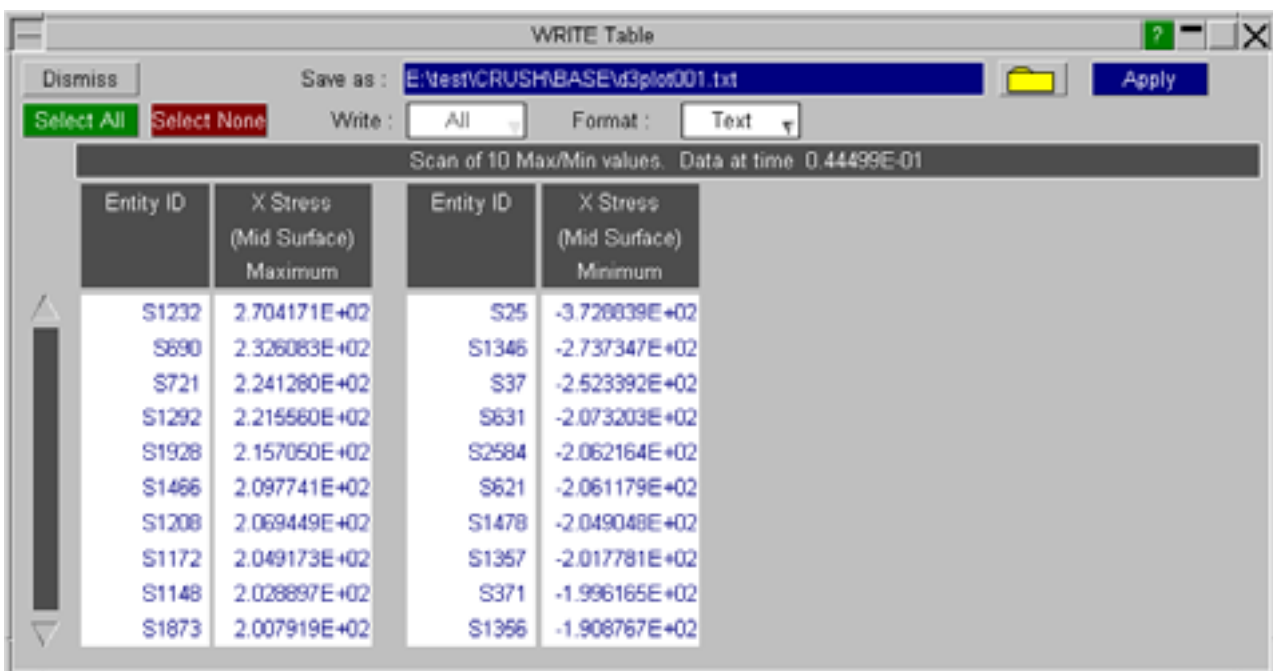 WRITE Table
?
Dismiss Save as : E:\test\CRUSH\BASE\d3plot001.txt Apply
Select All Select None Write : All Format : Text
Scan of 10 Max/Min values. Data at time 0.44499E-01
Entity ID X Stress (Mid Surface) Maximum Entity ID X Stress (Mid Surface) Minimum
S1232 2.704171E+02 S25 -3.728839E+02
S690 2.326083E+02 S1346 -2.737347E+02
S721 2.241280E+02 S37 -2.523392E+02
S1292 2.215560E+02 S631 -2.073203E+02
S1928 2.157050E+02 S2584 -2.062164E+02
S1466 2.097741E+02 S621 -2.061179E+02
S1208 2.069449E+02 S1478 -2.049048E+02
S1172 2.049173E+02 S1357 -2.017781E+02
S1148 2.028897E+02 S371 -1.996165E+02
S1873 2.007919E+02 S1356 -1.908767E+02